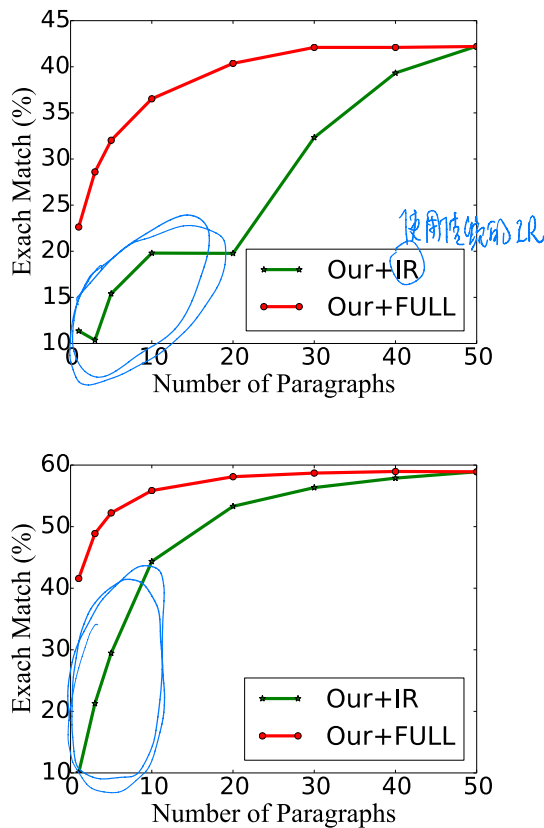 45
40
35
30
25
20
15
10
Exach Match (%)
使用传统的IR
Our+IR
Our+FULL
0 10 20 30 40 50
Number of Paragraphs
60
50
40
30
20
10
Exach Match (%)
Our+IR
Our+FULL
0 10 20 30 40 50
Number of Paragraphs